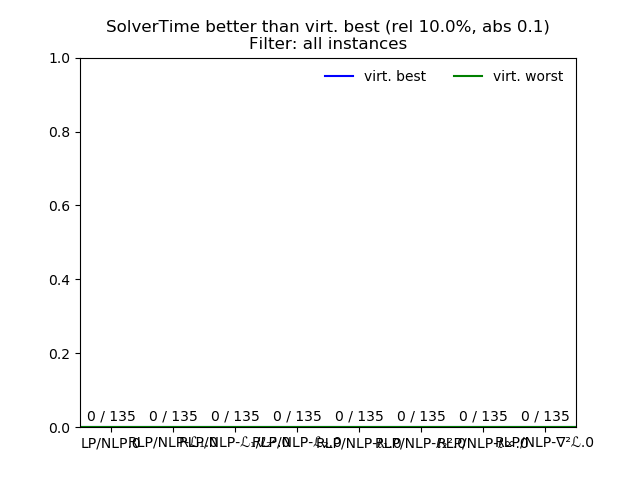 SolverTime better than virt. best (rel 10.0%, abs 0.1)
Filter: all instances
virt. best virt. worst
1.0
0.8
0.6
0.4
0.2
0.0
0 / 135 0 / 135 0 / 135 0 / 135 0 / 135 0 / 135 0 / 135 0 / 135
LP/NLP.0